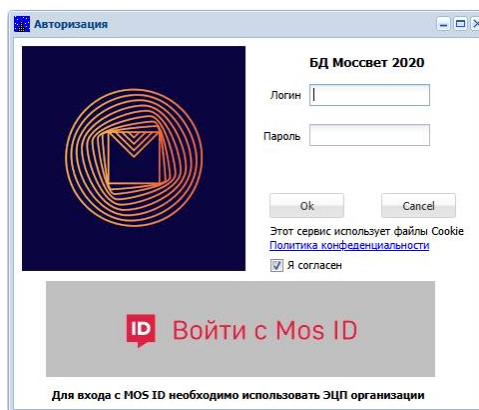 Авторизация
БД Моссвет 2020
Логин
Пароль
Ok
Cancel
Этот сервис использует файлы Cookie
Политика конфеденциальности
Я согласен
ID Войти с Mos ID
Для входа с MOS ID необходимо использовать ЭЦП организации